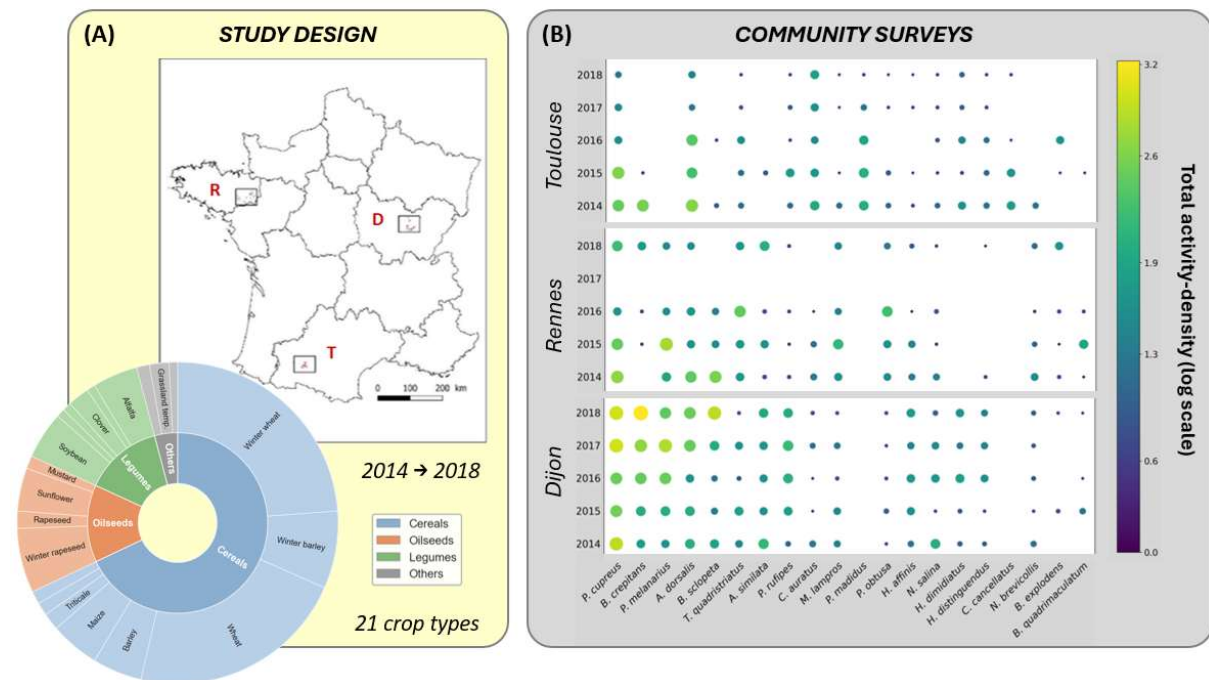 (A)
STUDY DESIGN
R
D
T
0
100
200 km
2014 → 2018
Cereals
Oilseeds
Legumes
Others
21 crop types
Winter wheat
Winter barley
Wheat
Barley
Maize
Triticale
Winter rapeseed
Rapeseed
Sunflower
Mustard
Soybean
Clover
Alfalfa
Grassland temp.
Cereals
Oilseeds
Legumes
Others
(B)
COMMUNITY SURVEYS
Toulouse
2018
2017
2016
2015
2014
Rennes
2018
2017
2016
2015
2014
Dijon
2018
2017
2016
2015
2014
P. cupreus
B. crepitans
P. melanarius
A. dorsalis
B. sclopeta
T. quadristriatus
A. similata
P. rufipes
C. auratus
M. lampros
P. madidus
P. obtusa
H. affinis
N. salina
H. dimidiatus
H. distinguendus
C. cancellatus
N. brevicollis
B. explodens
B. quadrimaculatum
3.2
2.6
1.9
1.3
0.6
0.0
Total activity-density (log scale)